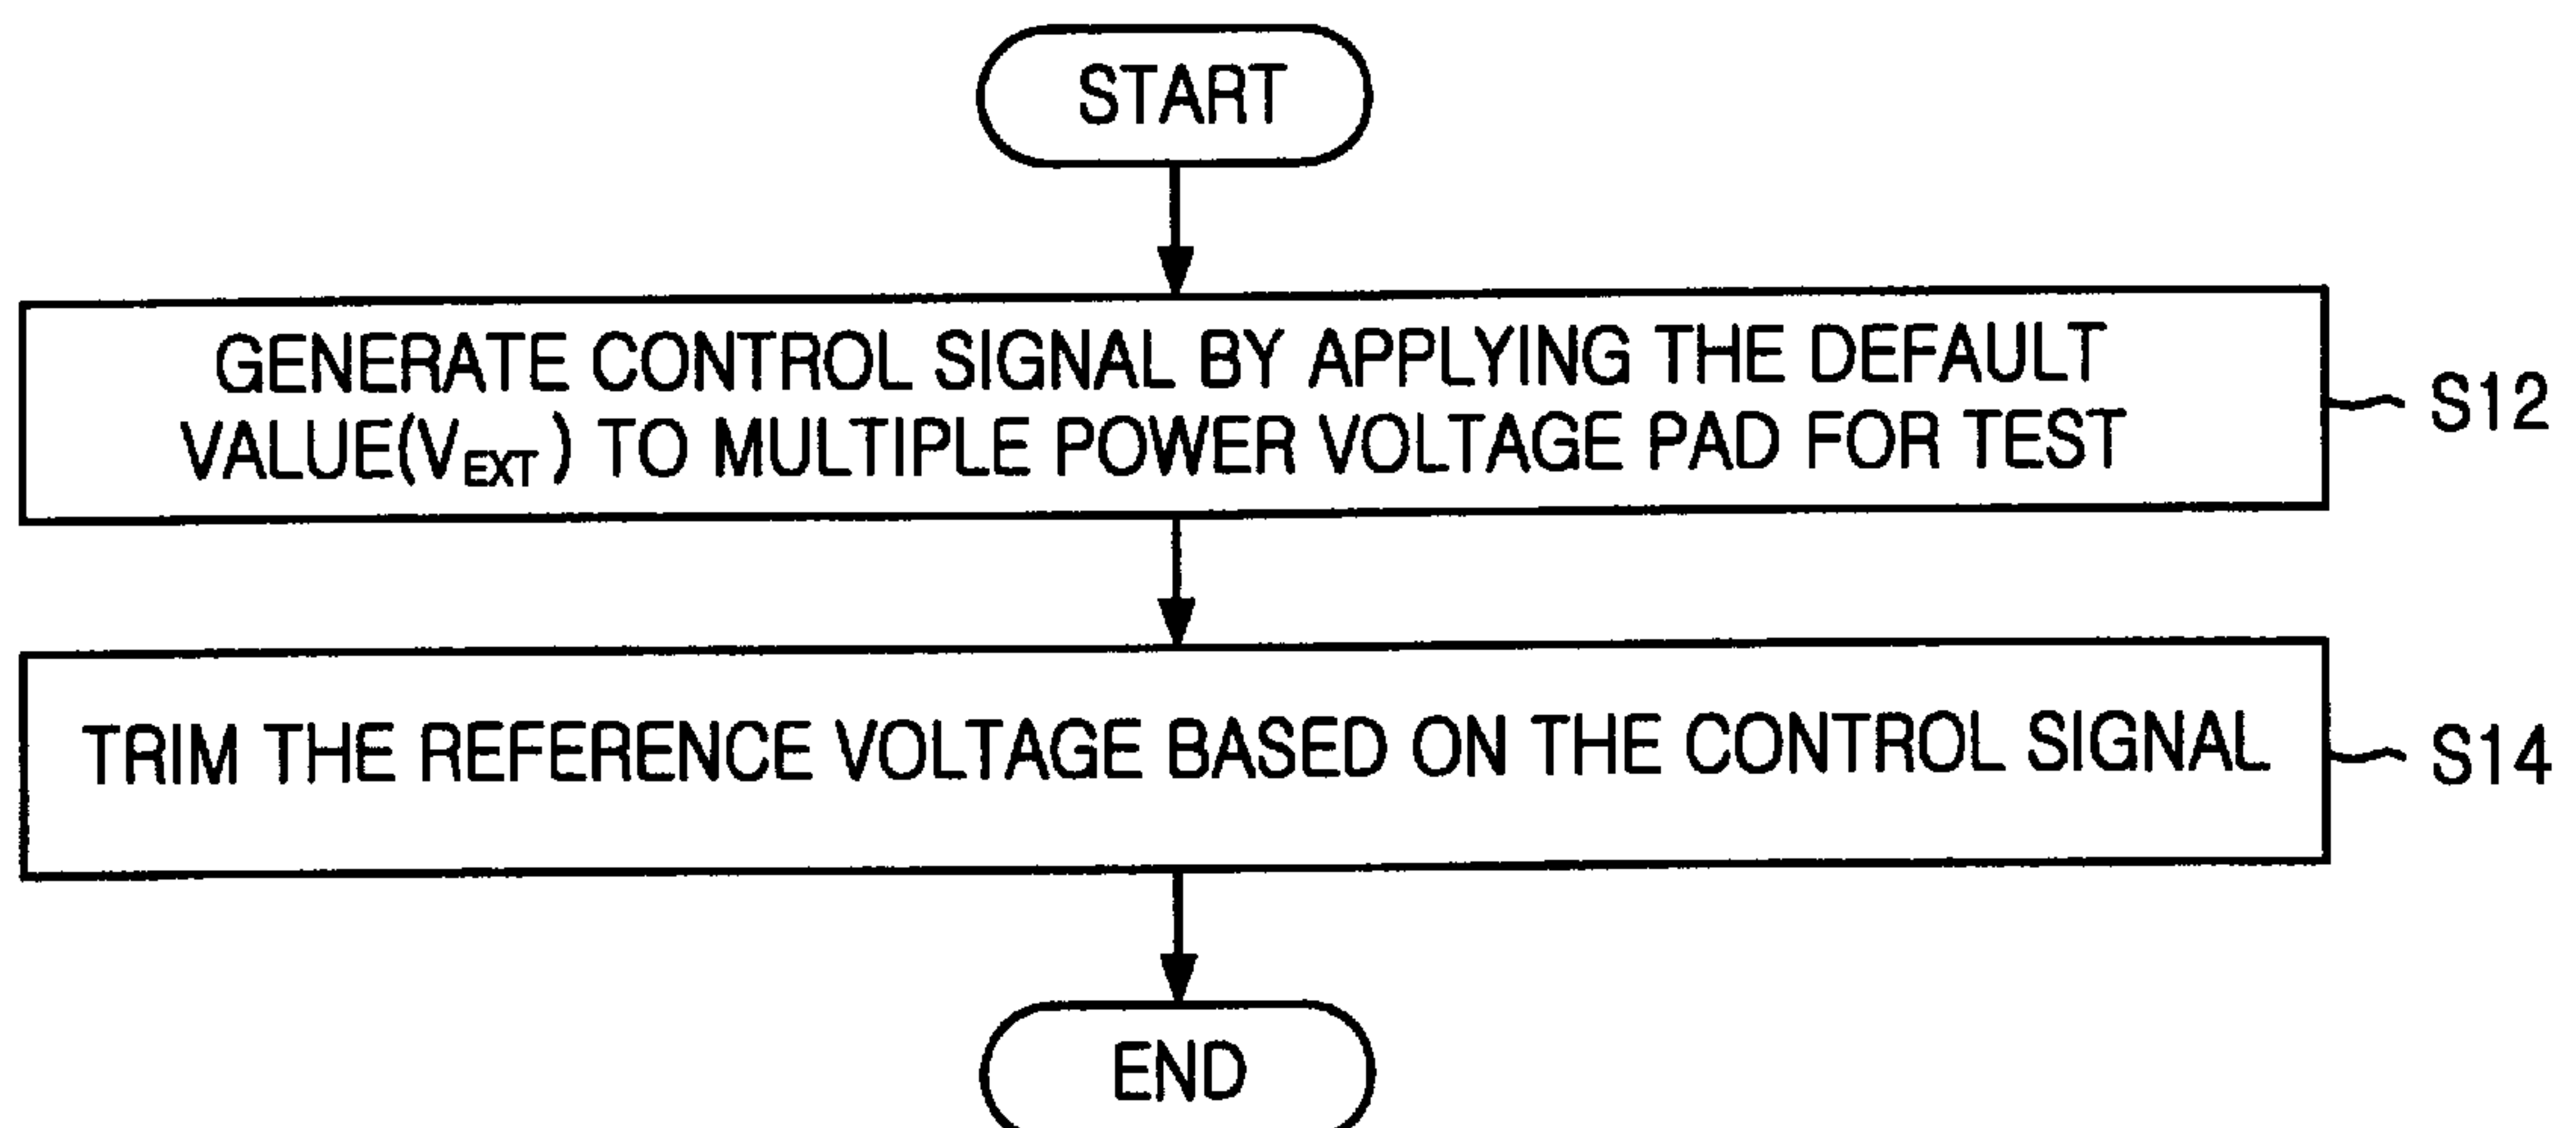 START
GENERATE CONTROL SIGNAL BY APPLYING THE DEFAULT
VALUE(VEXT) TO MULTIPLE POWER VOLTAGE PAD FOR TEST
S12
TRIM THE REFERENCE VOLTAGE BASED ON THE CONTROL SIGNAL
S14
END